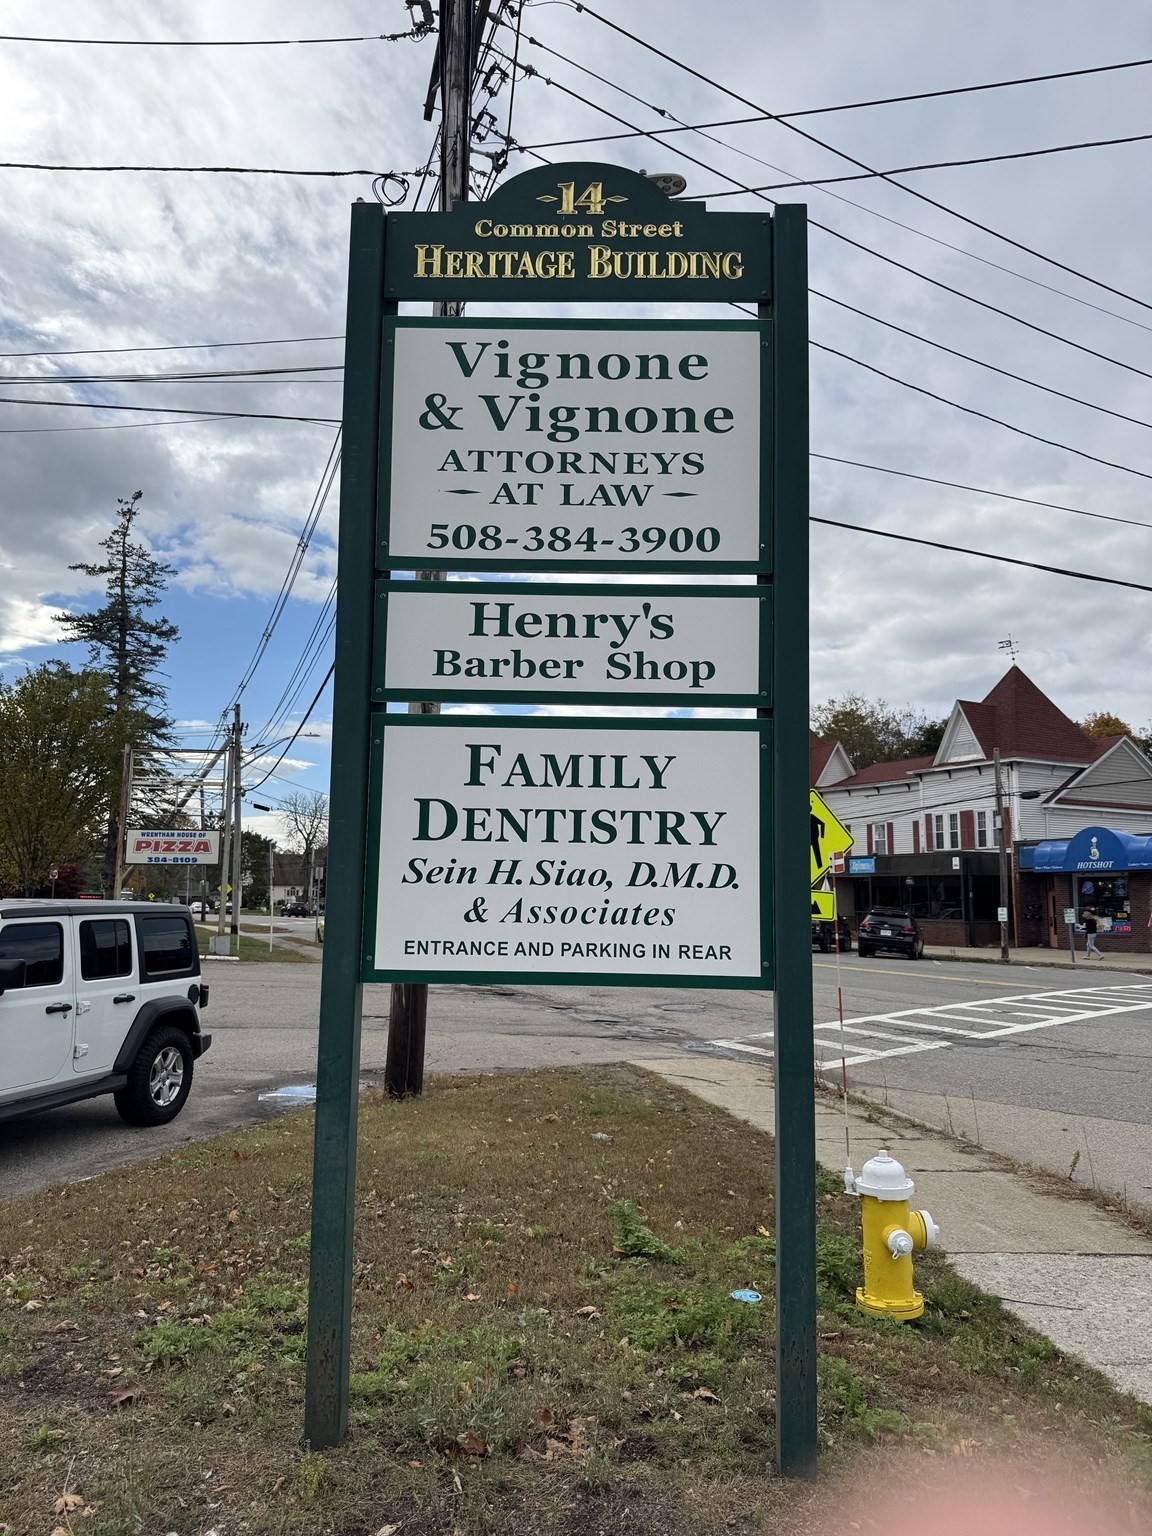 14
Common Street
HERITAGE BUILDING
Vignone
& Vignone
ATTORNEYS
AT LAW
508-384-3900
Henry's
Barber Shop
FAMILY
DENTISTRY
Sein H. Siao, D.M.D.
& Associates
ENTRANCE AND PARKING IN REAR
WRENTHAM HOUSE OF
PIZZA
384-8109
HOTSHOT